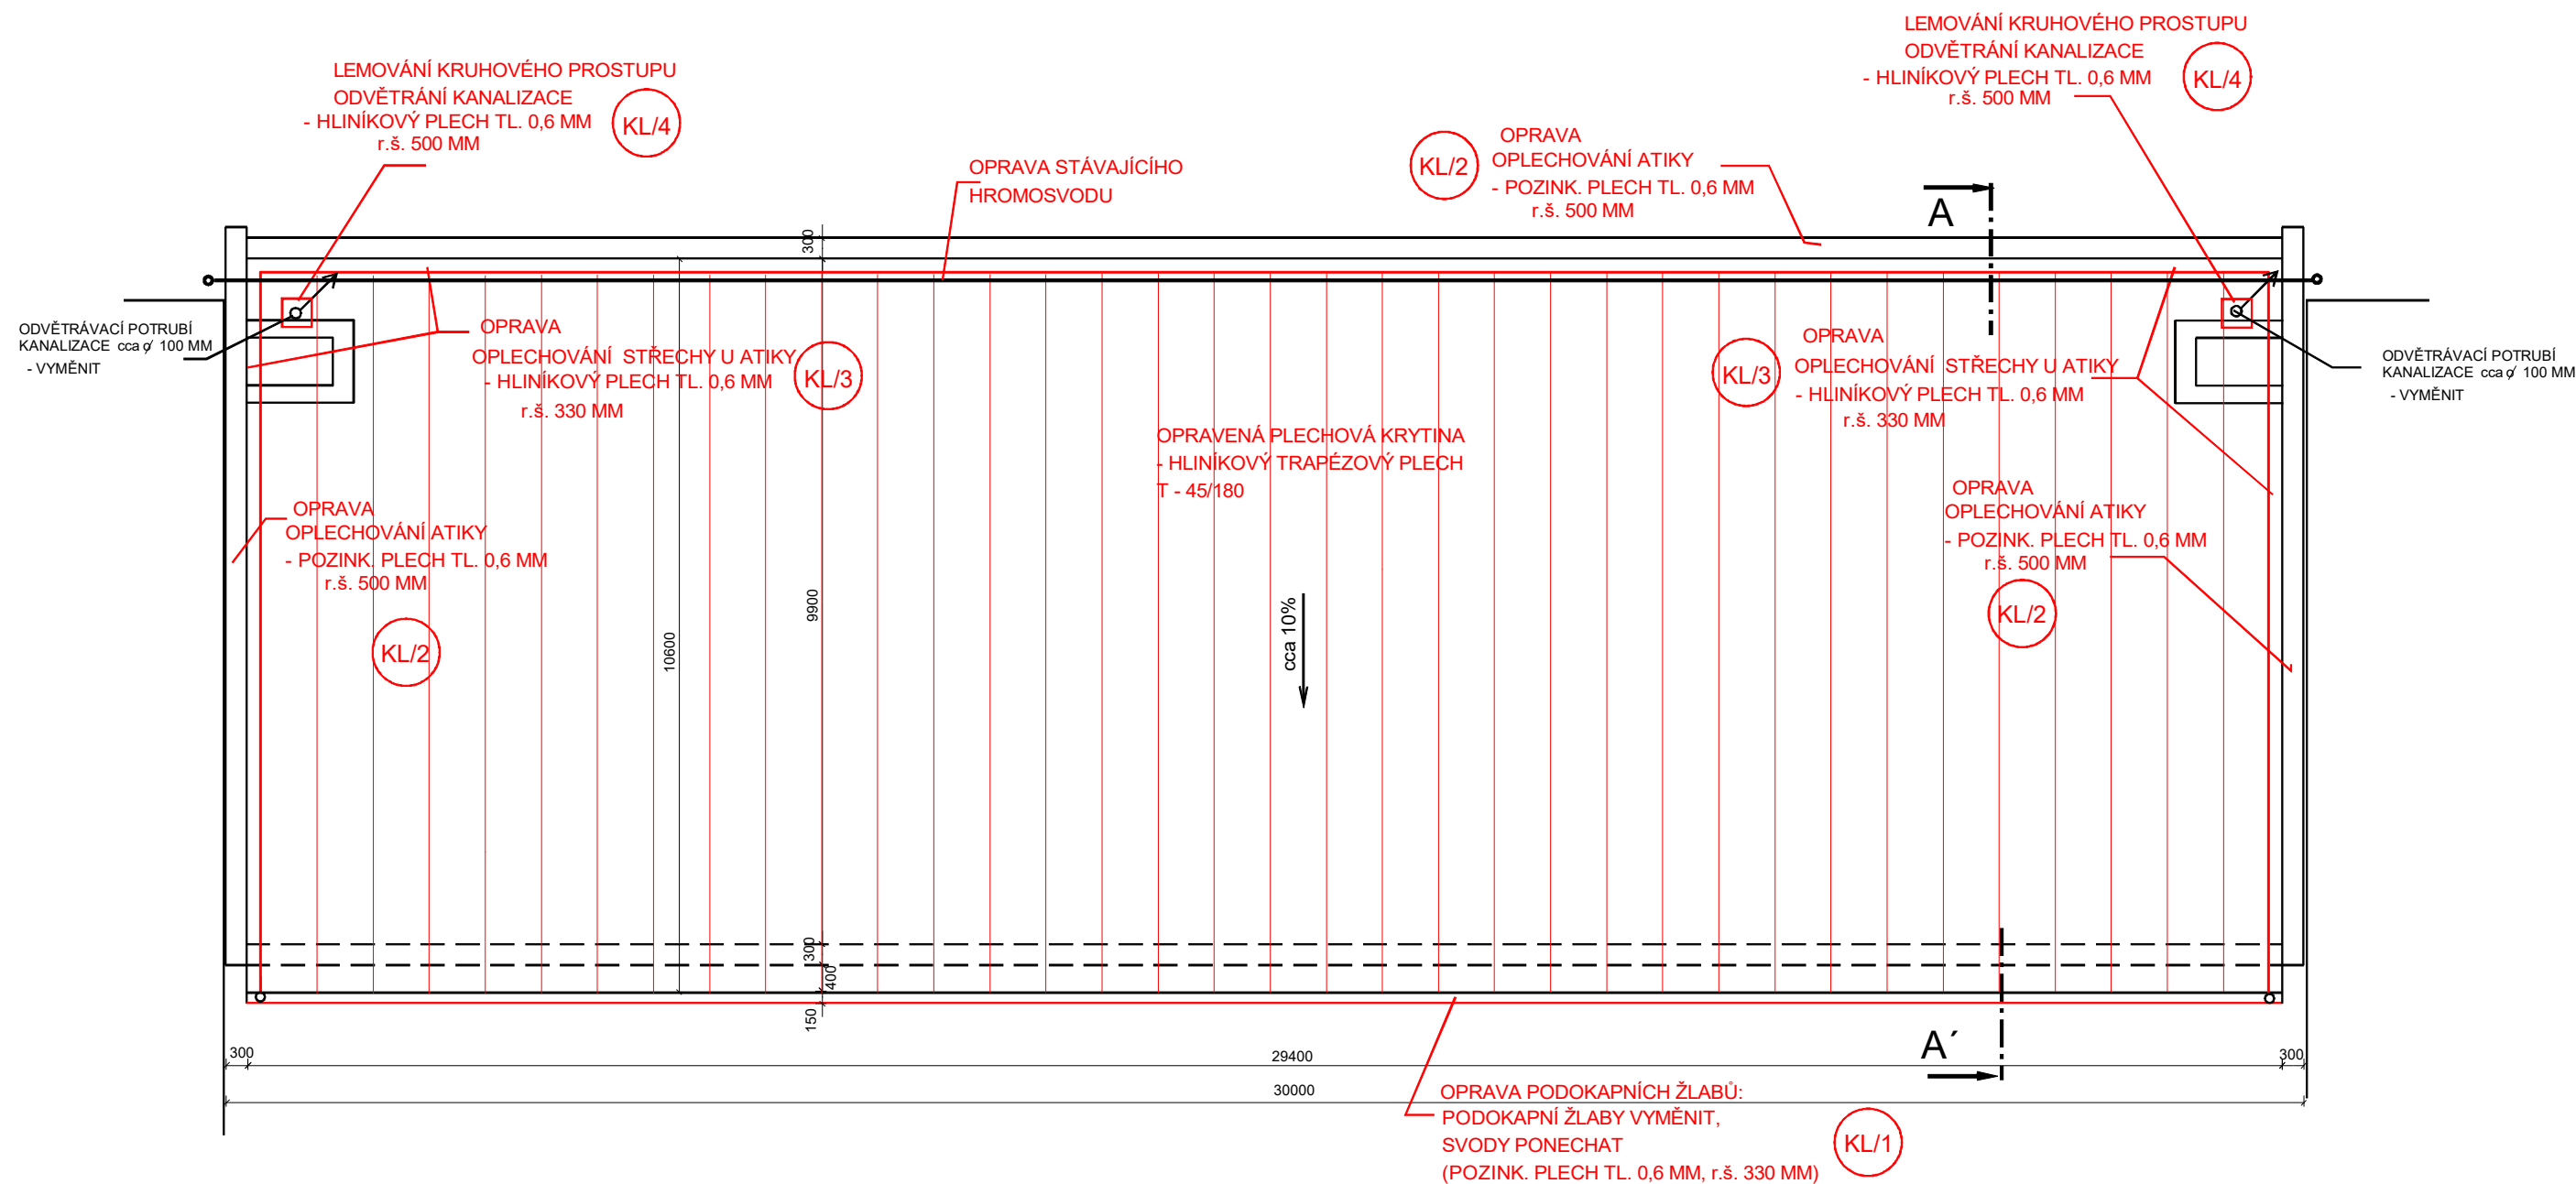 LEMOVÁNÍ KRUHOVÉHO PROSTUPU
ODVĚTRÁNÍ KANALIZACE
- HLINÍKOVÝ PLECH TL. 0,6 MM
r.š. 500 MM
KL/4
LEMOVÁNÍ KRUHOVÉHO PROSTUPU
ODVĚTRÁNÍ KANALIZACE
- HLINÍKOVÝ PLECH TL. 0,6 MM
r.š. 500 MM
KL/4
OPRAVA STÁVAJÍCÍHO
HROMOSVODU
KL/2
OPRAVA
OPLECHOVÁNÍ ATIKY
- POZINK. PLECH TL. 0,6 MM
r.š. 500 MM
A
300
ODVĚTRÁVACÍ POTRUBÍ
KANALIZACE cca ø 100 MM
- VYMĚNIT
OPRAVA
OPLECHOVÁNÍ STŘECHY U ATIKY
- HLINÍKOVÝ PLECH TL. 0,6 MM
r.š. 330 MM
KL/3
KL/3
OPRAVA
OPLECHOVÁNÍ STŘECHY U ATIKY
- HLINÍKOVÝ PLECH TL. 0,6 MM
r.š. 330 MM
ODVĚTRÁVACÍ POTRUBÍ
KANALIZACE cca ø 100 MM
- VYMĚNIT
OPRAVENÁ PLECHOVÁ KRYTINA
- HLINÍKOVÝ TRAPÉZOVÝ PLECH
T - 45/180
OPRAVA
OPLECHOVÁNÍ ATIKY
- POZINK. PLECH TL. 0,6 MM
r.š. 500 MM
KL/2
OPRAVA
OPLECHOVÁNÍ ATIKY
- POZINK. PLECH TL. 0,6 MM
r.š. 500 MM
KL/2
10600
9900
cca 10%
300
400
150
300
29400
300
30000
A´
OPRAVA PODOKAPNÍCH ŽLABŮ:
PODOKAPNÍ ŽLABY VYMĚNIT,
SVODY PONECHAT
(POZINK. PLECH TL. 0,6 MM, r.š. 330 MM)
KL/1